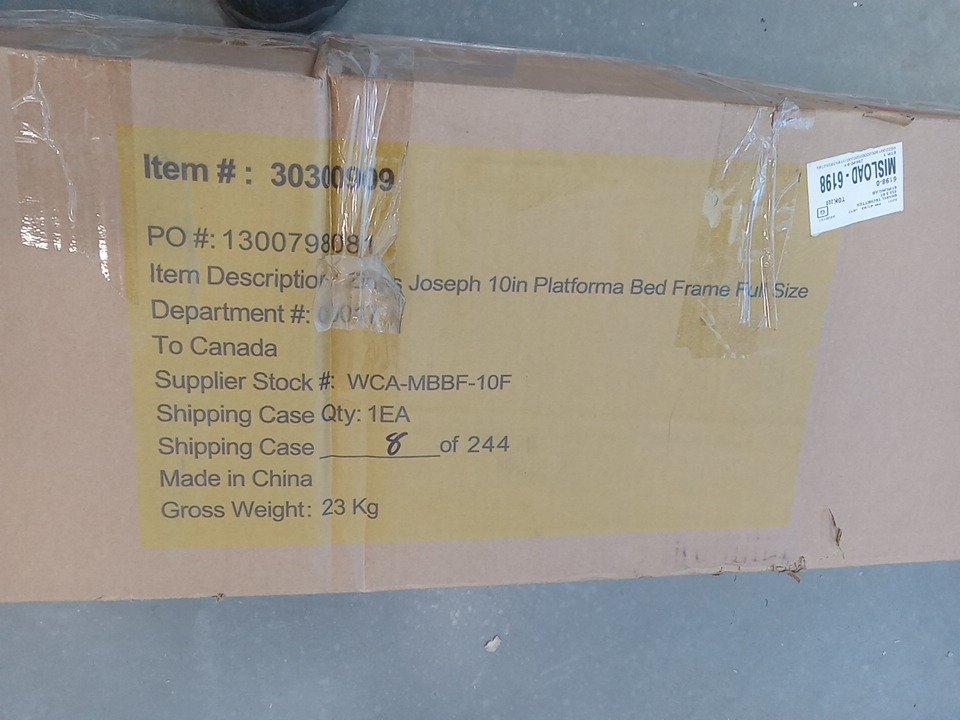 Item # : 30300909
PO #: 1300798081
Item Description: Joseph 10in Platforma Bed Frame Full Size
Department #:
To Canada
Supplier Stock #: WCA-MBBF-10F
Shipping Case Qty: 1EA
Shipping Case 8 of 244
Made in China
Gross Weight: 23 Kg
MISLOAD - 6198
6198-0